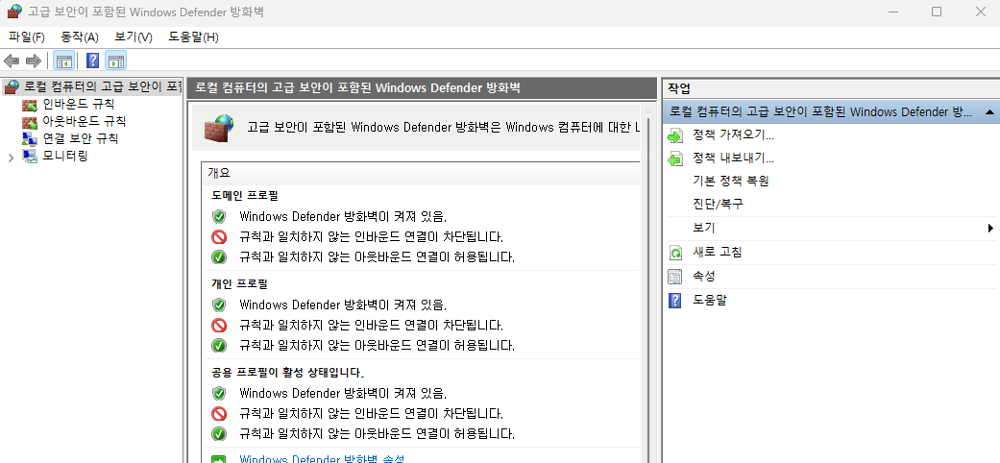 고급 보안이 포함된 Windows Defender 방화벽
파일(F) 동작(A) 보기(V) 도움말(H)
로컬 컴퓨터의 고급 보안이 포함
인바운드 규칙
아웃바운드 규칙
연결 보안 규칙
모니터링
로컬 컴퓨터의 고급 보안이 포함된 Windows Defender 방화벽
고급 보안이 포함된 Windows Defender 방화벽은 Windows 컴퓨터에 대한
개요
도메인 프로필
Windows Defender 방화벽이 켜져 있음.
규칙과 일치하지 않는 인바운드 연결이 차단됩니다.
규칙과 일치하지 않는 아웃바운드 연결이 허용됩니다.
개인 프로필
Windows Defender 방화벽이 켜져 있음.
규칙과 일치하지 않는 인바운드 연결이 차단됩니다.
규칙과 일치하지 않는 아웃바운드 연결이 허용됩니다.
공용 프로필이 활성 상태입니다.
Windows Defender 방화벽이 켜져 있음.
규칙과 일치하지 않는 인바운드 연결이 차단됩니다.
규칙과 일치하지 않는 아웃바운드 연결이 허용됩니다.
Windows Defender 방화벽 속성
작업
로컬 컴퓨터의 고급 보안이 포함된 Windows Defender 방...
정책 가져오기...
정책 내보내기...
기본 정책 복원
진단/복구
보기
새로 고침
속성
도움말